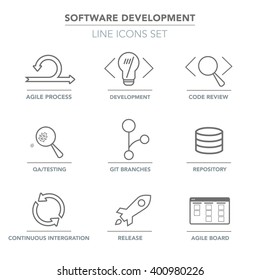 SOFTWARE DEVELOPMENT
LINE ICONS SET
AGILE PROCESS
DEVELOPMENT
CODE REVIEW
QA/TESTING
GIT BRANCHES
REPOSITORY
CONTINUOUS INTERGRATION
RELEASE
AGILE BOARD
shutterstock.com · 400980226